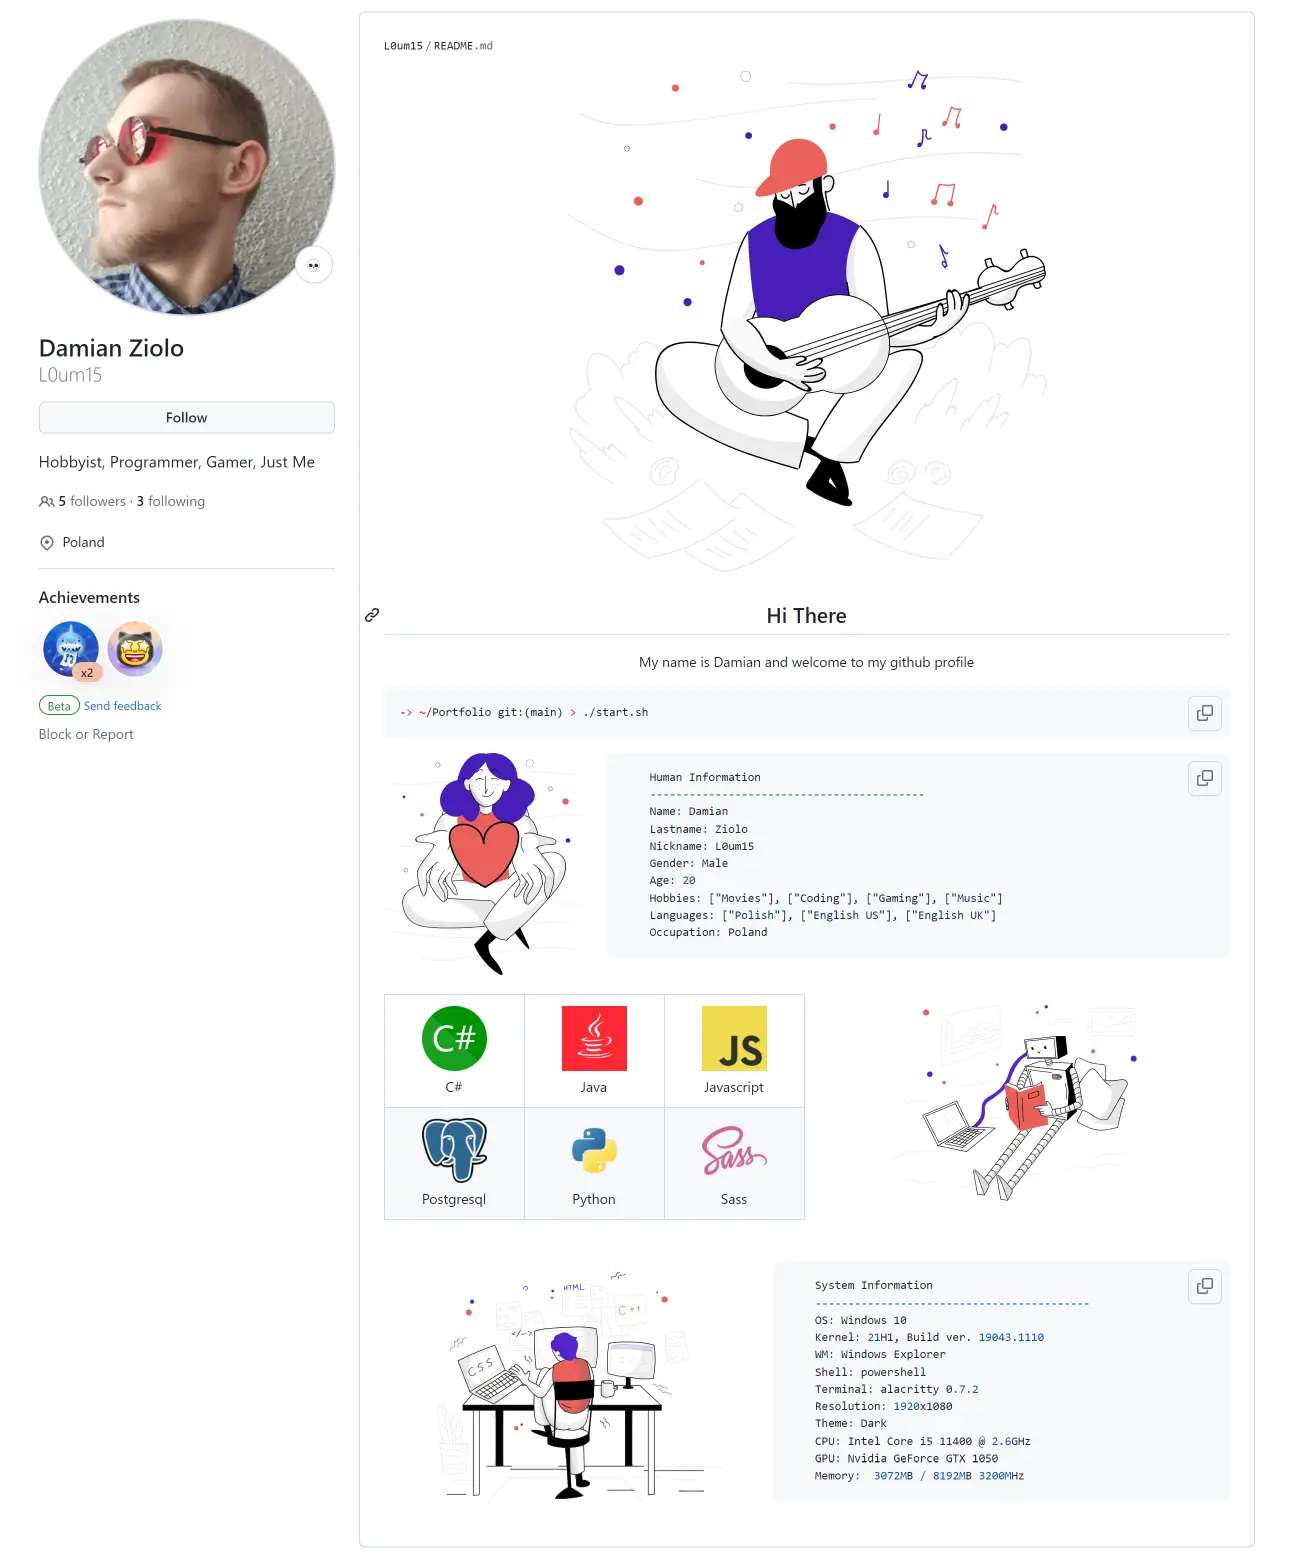 Damian Ziolo
L0um15
Follow
Hobbyist, Programmer, Gamer, Just Me
5 followers · 3 following
Poland
Achievements
x2
Beta Send feedback
Block or Report
L0um15 / README.md
Hi There
My name is Damian and welcome to my github profile
-> ~/Portfolio git:(main) > ./start.sh
Human Information
------------------------------------------
Name: Damian
Lastname: Ziolo
Nickname: L0um15
Gender: Male
Age: 20
Hobbies: ["Movies"], ["Coding"], ["Gaming"], ["Music"]
Languages: ["Polish"], ["English US"], ["English UK"]
Occupation: Poland
C#
C#
Java
JS
Javascript
Postgresql
Python
Sass
Sass
HTML
C++
</->
CSS
System Information
------------------------------------------
OS: Windows 10
Kernel: 21H1, Build ver. 19043.1110
WM: Windows Explorer
Shell: powershell
Terminal: alacritty 0.7.2
Resolution: 1920x1080
Theme: Dark
CPU: Intel Core i5 11400 @ 2.6GHz
GPU: Nvidia GeForce GTX 1050
Memory:  3072MB / 8192MB 3200MHz